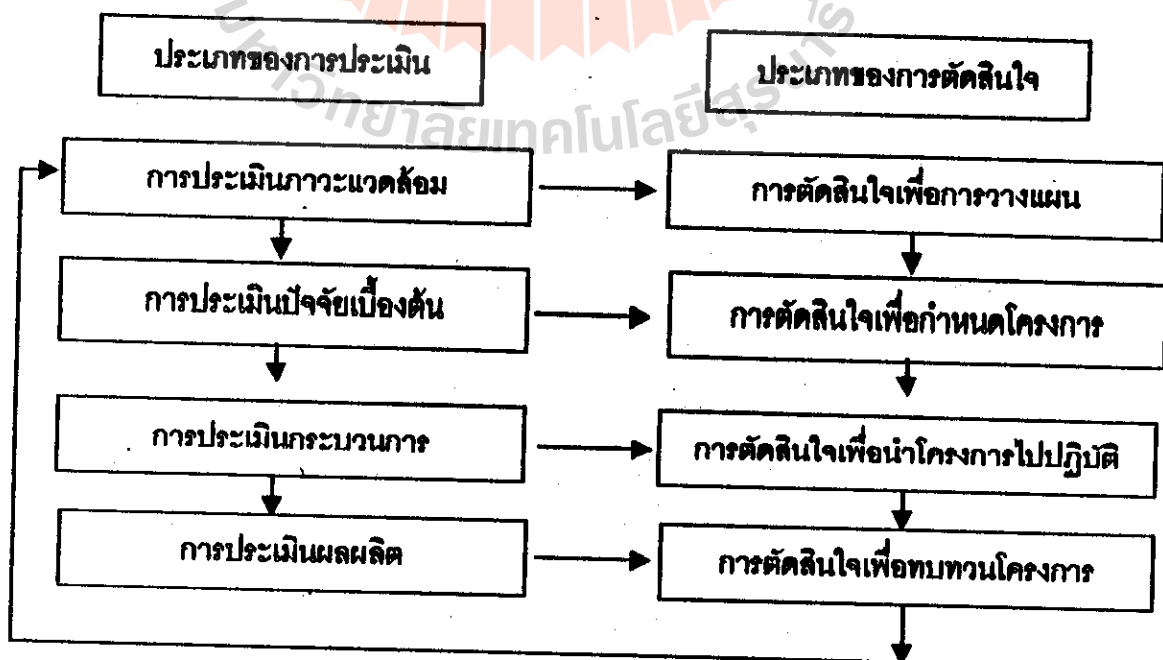 ประเภทของการประเมิน
ประเภทของการตัดสินใจ
การประเมินภาวะแวดล้อม
การตัดสินใจเพื่อการวางแผน
การประเมินปัจจัยเบื้องต้น
การตัดสินใจเพื่อกำหนดโครงการ
การประเมินกระบวนการ
การตัดสินใจเพื่อนำโครงการไปปฏิบัติ
การประเมินผลผลิต
การตัดสินใจเพื่อทบทวนโครงการ